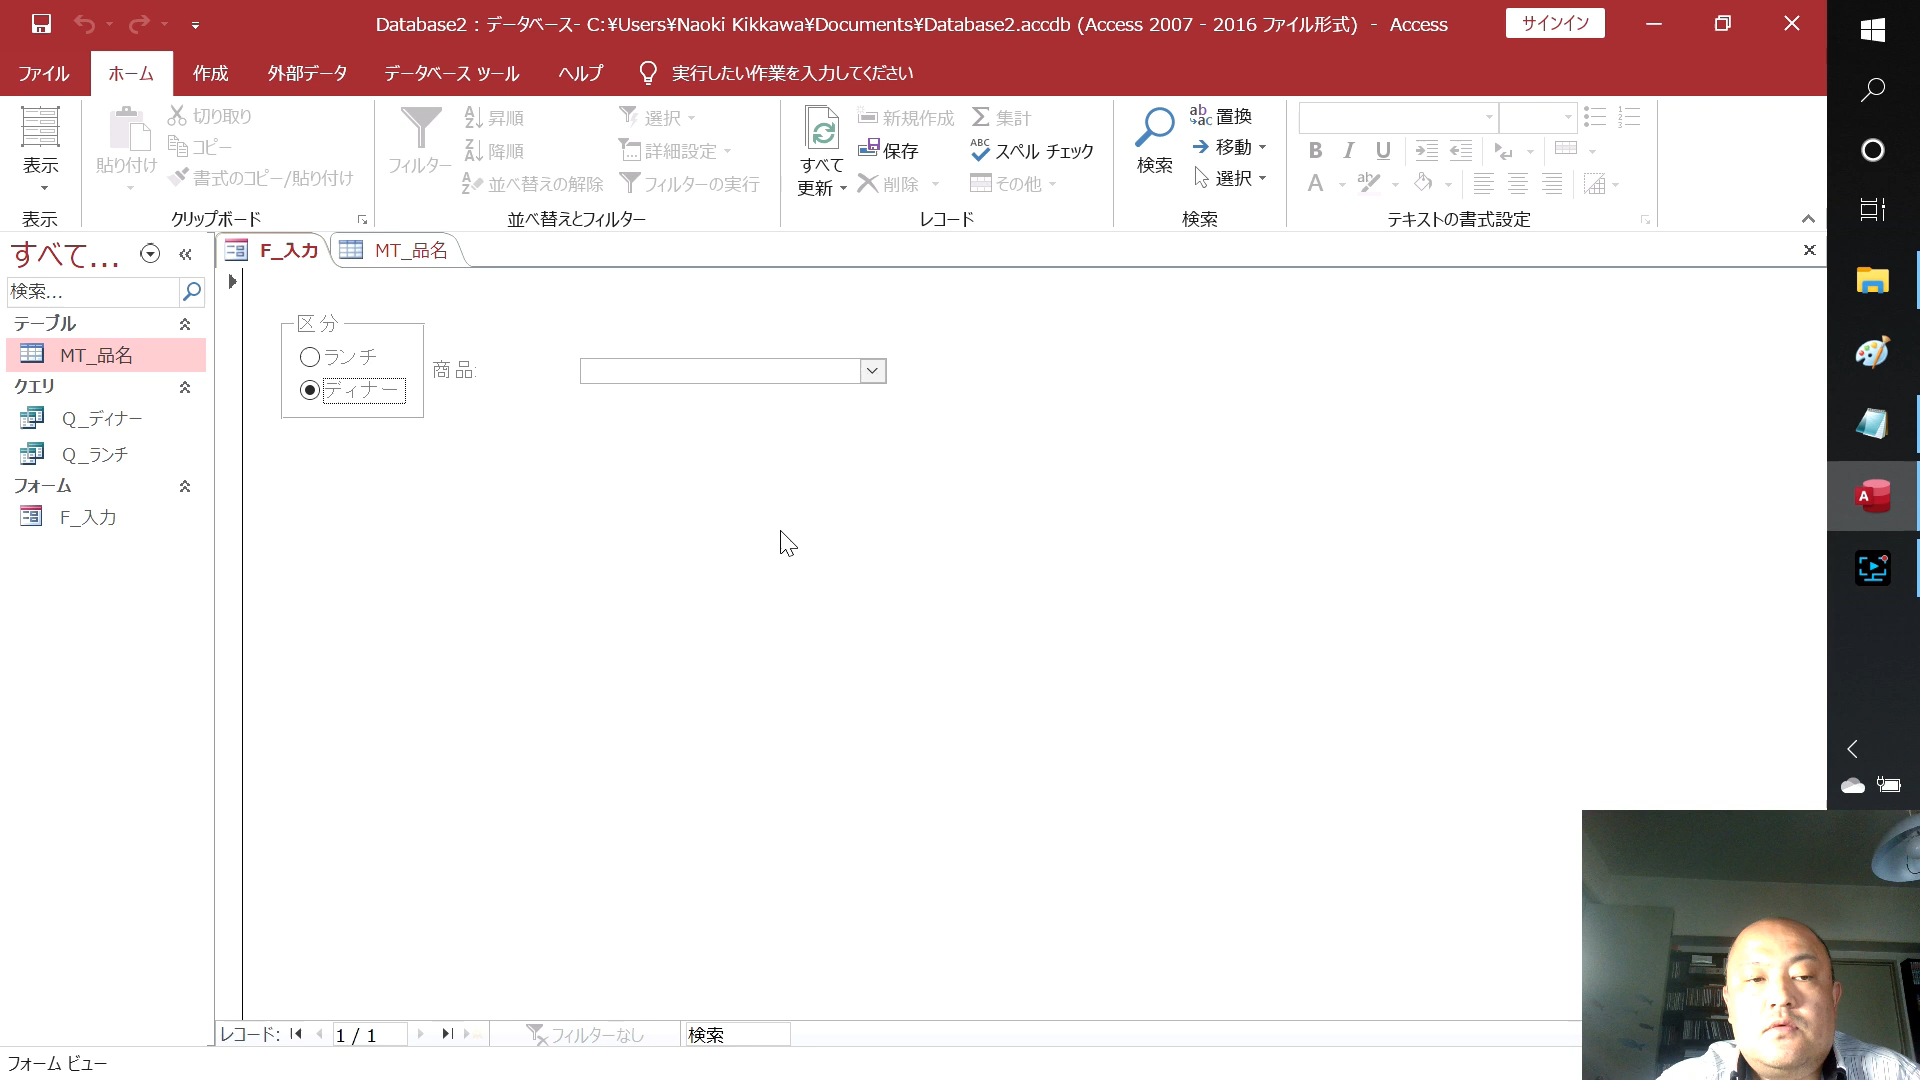 Database2 : データベース- C:¥Users¥Naoki Kikkawa¥Documents¥Database2.accdb (Access 2007 - 2016 ファイル形式) - Access
サインイン
ファイル ホーム 作成 外部データ データベース ツール ヘルプ 実行したい作業を入力してください
表示
表示
貼り付け
切り取り
コピー
書式のコピー/貼り付け
クリップボード
フィルター
昇順
降順
並べ替えの解除
選択
詳細設定
フィルターの実行
並べ替えとフィルター
すべて
更新
新規作成
保存
削除
集計
スペル チェック
その他
レコード
検索
置換
移動
選択
検索
B I U
A
テキストの書式設定
すべて...
検索...
テーブル
MT_品名
クエリ
Q_ディナー
Q_ランチ
フォーム
F_入力
F_入力 MT_品名
区分
ランチ
ディナー
商品:
レコード: 1 / 1 フィルターなし 検索
フォーム ビュー